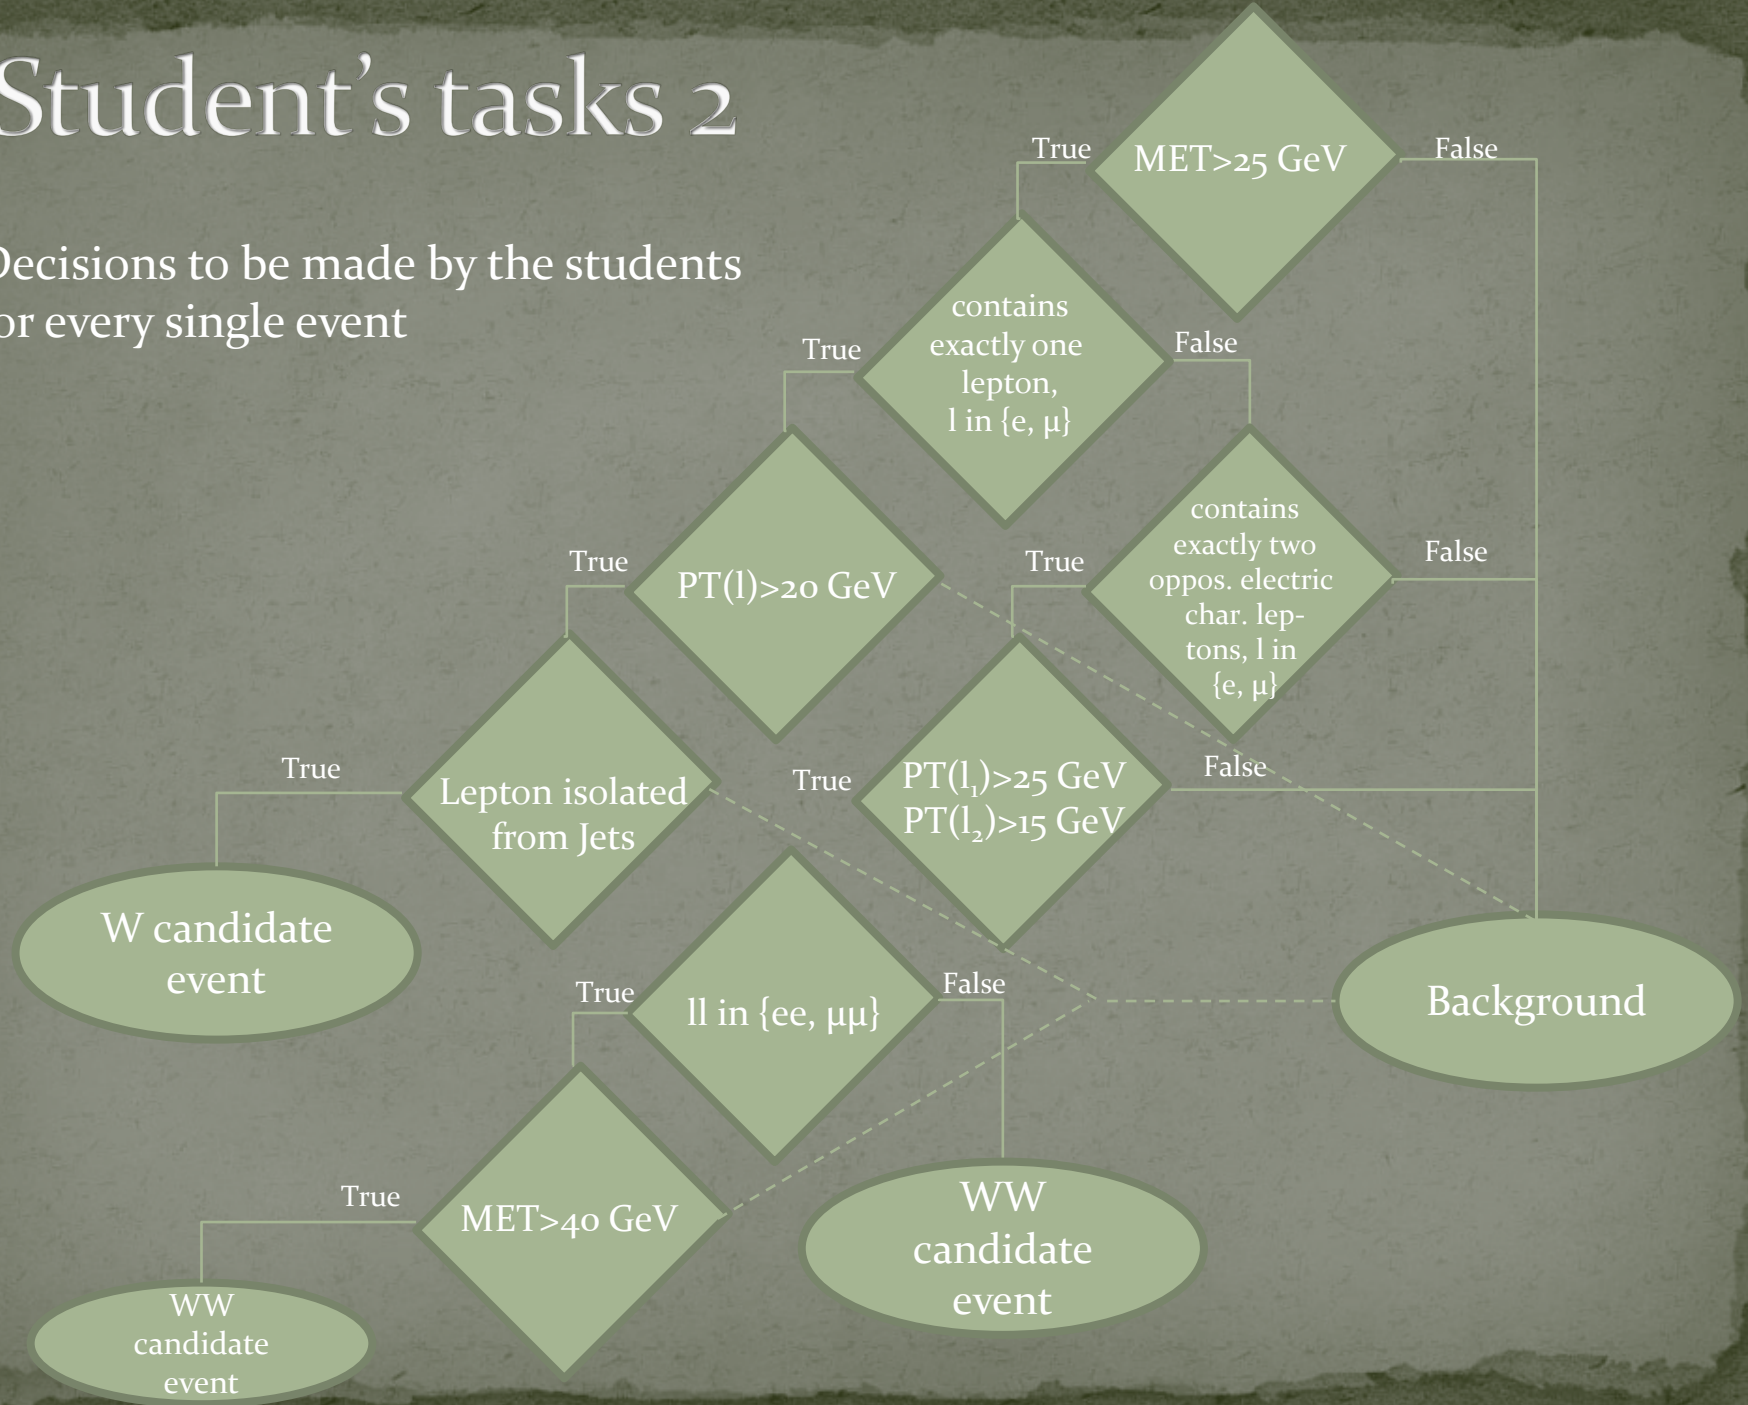 Student's tasks 2
Decisions to be made by the students
or every single event
MET>25 GeV
True
False
contains
exactly one
lepton,
l in {e, μ}
True
False
PT(l)>20 GeV
True
contains
exactly two
oppos. electric
char. lep-
tons, l in
{e, μ}
True
False
Lepton isolated
from Jets
True
PT(l₁)>25 GeV
PT(l₂)>15 GeV
True
False
W candidate
event
ll in {ee, μμ}
True
False
Background
MET>40 GeV
True
WW
candidate
event
WW
candidate
event